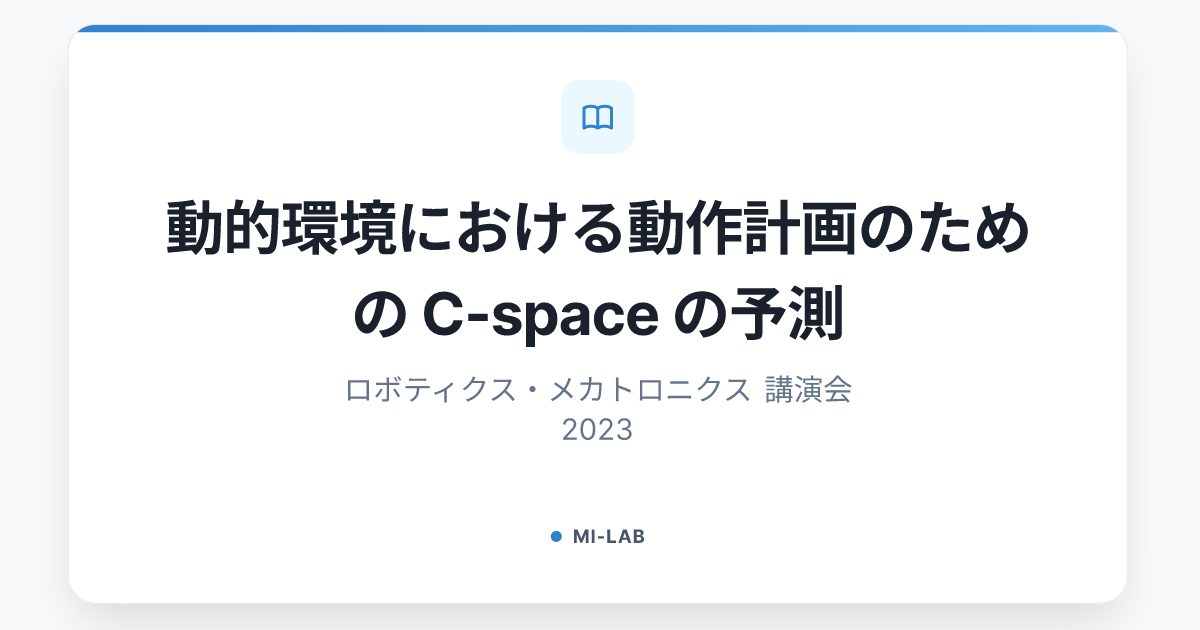 動的環境における動作計画のため
の C-space の予測
ロボティクス・メカトロニクス 講演会
2023
MI-LAB